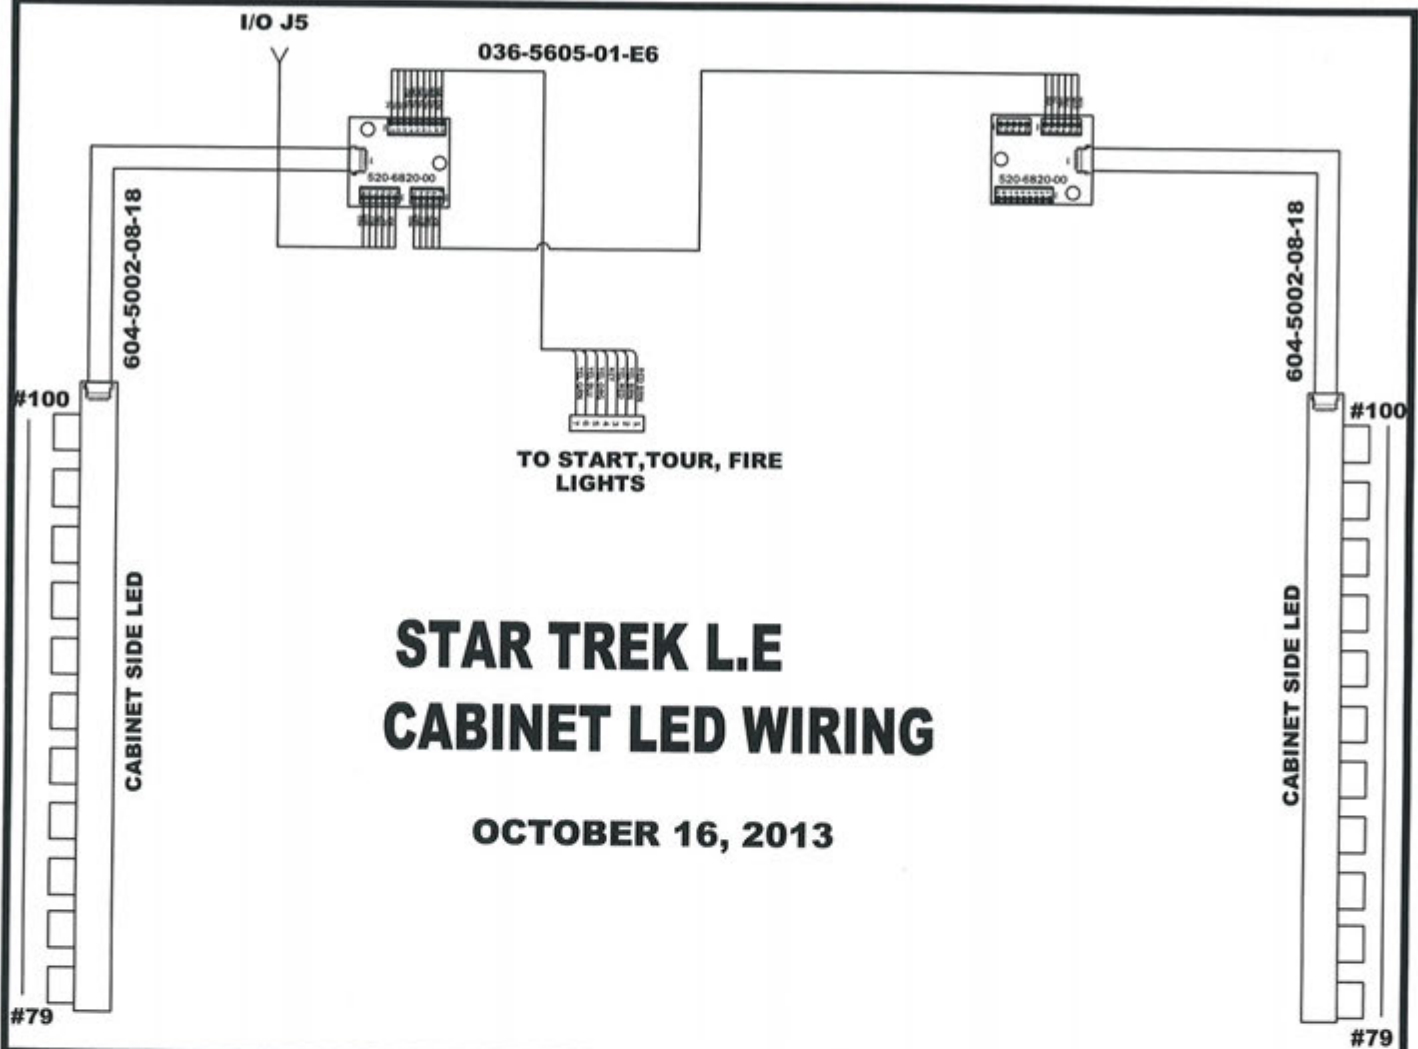 I/O J5
036-5605-01-E6
520-6820-00
520-6820-00
604-5002-08-18
604-5002-08-18
#100
#100
TO START,TOUR, FIRE
LIGHTS
CABINET SIDE LED
CABINET SIDE LED
STAR TREK L.E
CABINET LED WIRING
OCTOBER 16, 2013
#79
#79